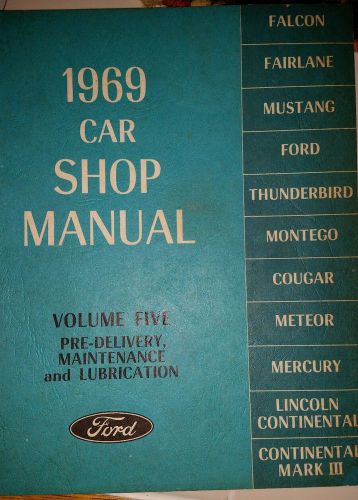 1969
CAR
SHOP
MANUAL
VOLUME FIVE
PRE-DELIVERY,
MAINTENANCE
and LUBRICATION
Ford
FALCON
FAIRLANE
MUSTANG
FORD
THUNDERBIRD
MONTEGO
COUGAR
METEOR
MERCURY
LINCOLN
CONTINENTAL
CONTINENTAL
MARK III